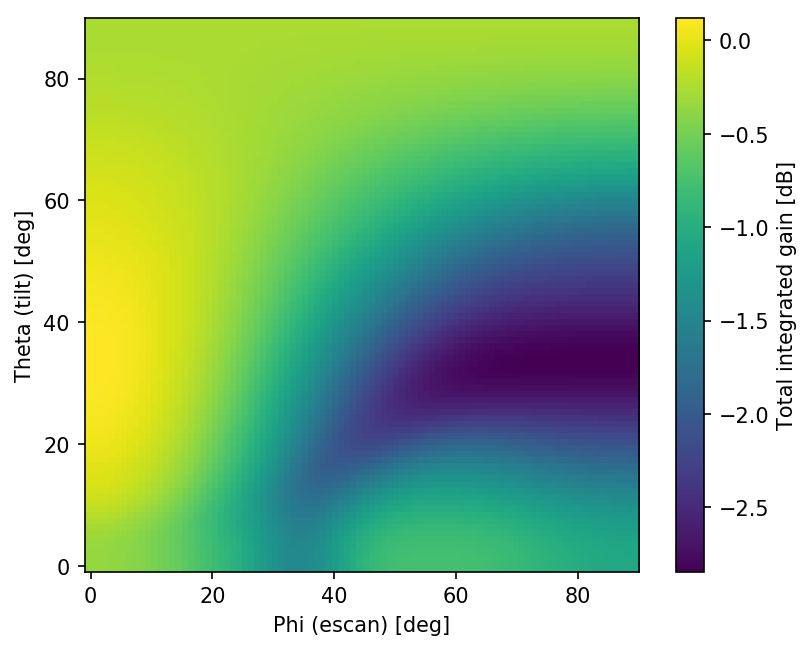 80
60
40
20
0
Theta (tilt) [deg]
0 20 40 60 80
Phi (escan) [deg]
0.0
−0.5
−1.0
−1.5
−2.0
−2.5
Total integrated gain [dB]